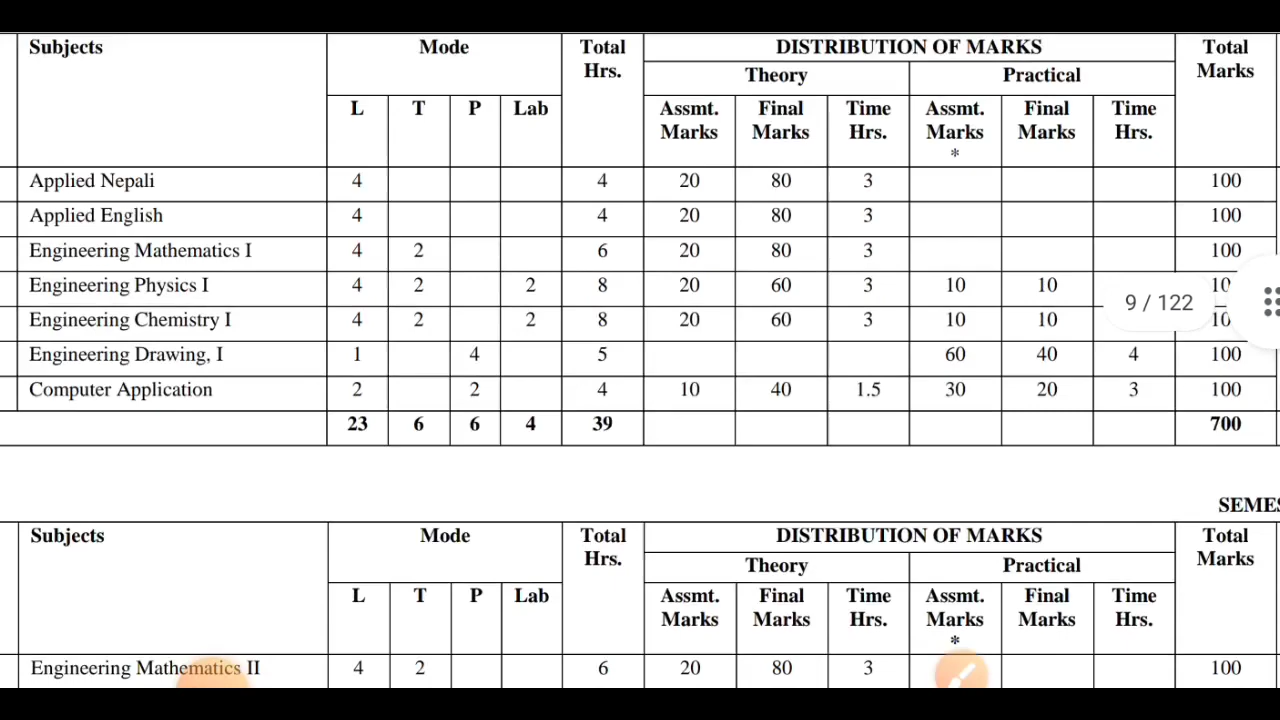 Subjects Mode Total Hrs. DISTRIBUTION OF MARKS Total Marks
Theory Practical
L T P Lab Assmt. Marks Final Marks Time Hrs. Assmt. Marks * Final Marks Time Hrs.
Applied Nepali 4 4 20 80 3 100
Applied English 4 4 20 80 3 100
Engineering Mathematics I 4 2 6 20 80 3 100
Engineering Physics I 4 2 2 8 20 60 3 10 10 10
9 / 122
Engineering Chemistry I 4 2 2 8 20 60 3 10 10 10
Engineering Drawing, I 1 4 5 60 40 4 100
Computer Application 2 2 4 10 40 1.5 30 20 3 100
23 6 6 4 39 700
SEMES
Subjects Mode Total Hrs. DISTRIBUTION OF MARKS Total Marks
Theory Practical
L T P Lab Assmt. Marks Final Marks Time Hrs. Assmt. Marks * Final Marks Time Hrs.
Engineering Mathematics II 4 2 6 20 80 3 100